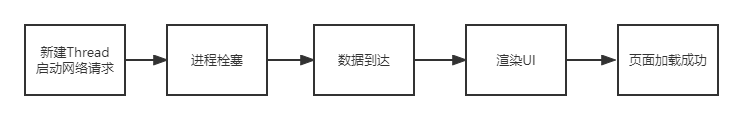 新建Thread
启动网络请求
进程栓塞
数据到达
渲染UI
页面加载成功